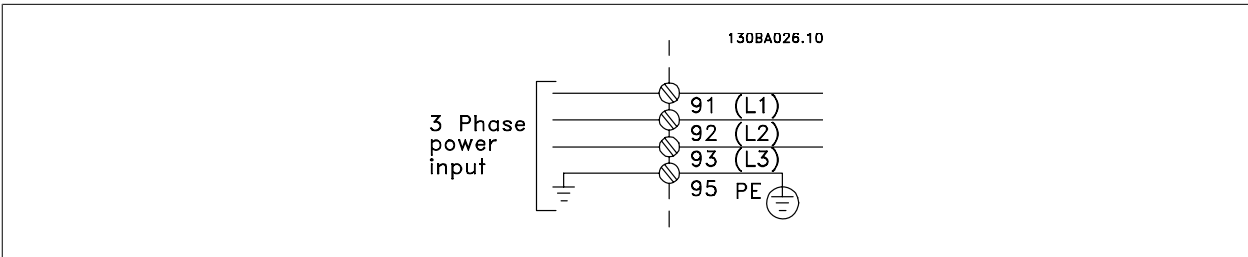 130BA026.10
3 Phase
power
input
91 (L1)
92 (L2)
93 (L3)
95 PE